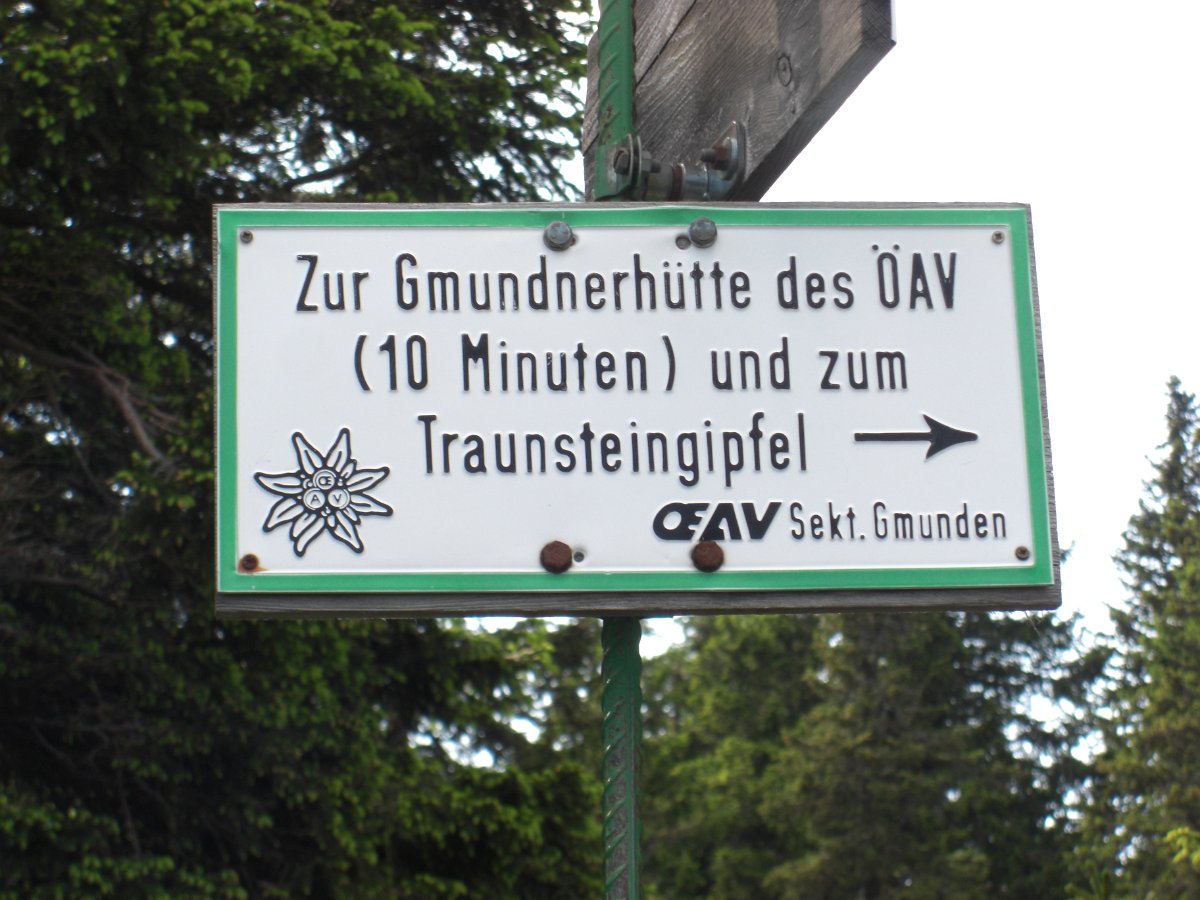 Zur Gmundnerhütte des ÖAV
(10 Minuten) und zum
Traunsteingipfel
ŒAV Sekt. Gmunden
Œ
A V